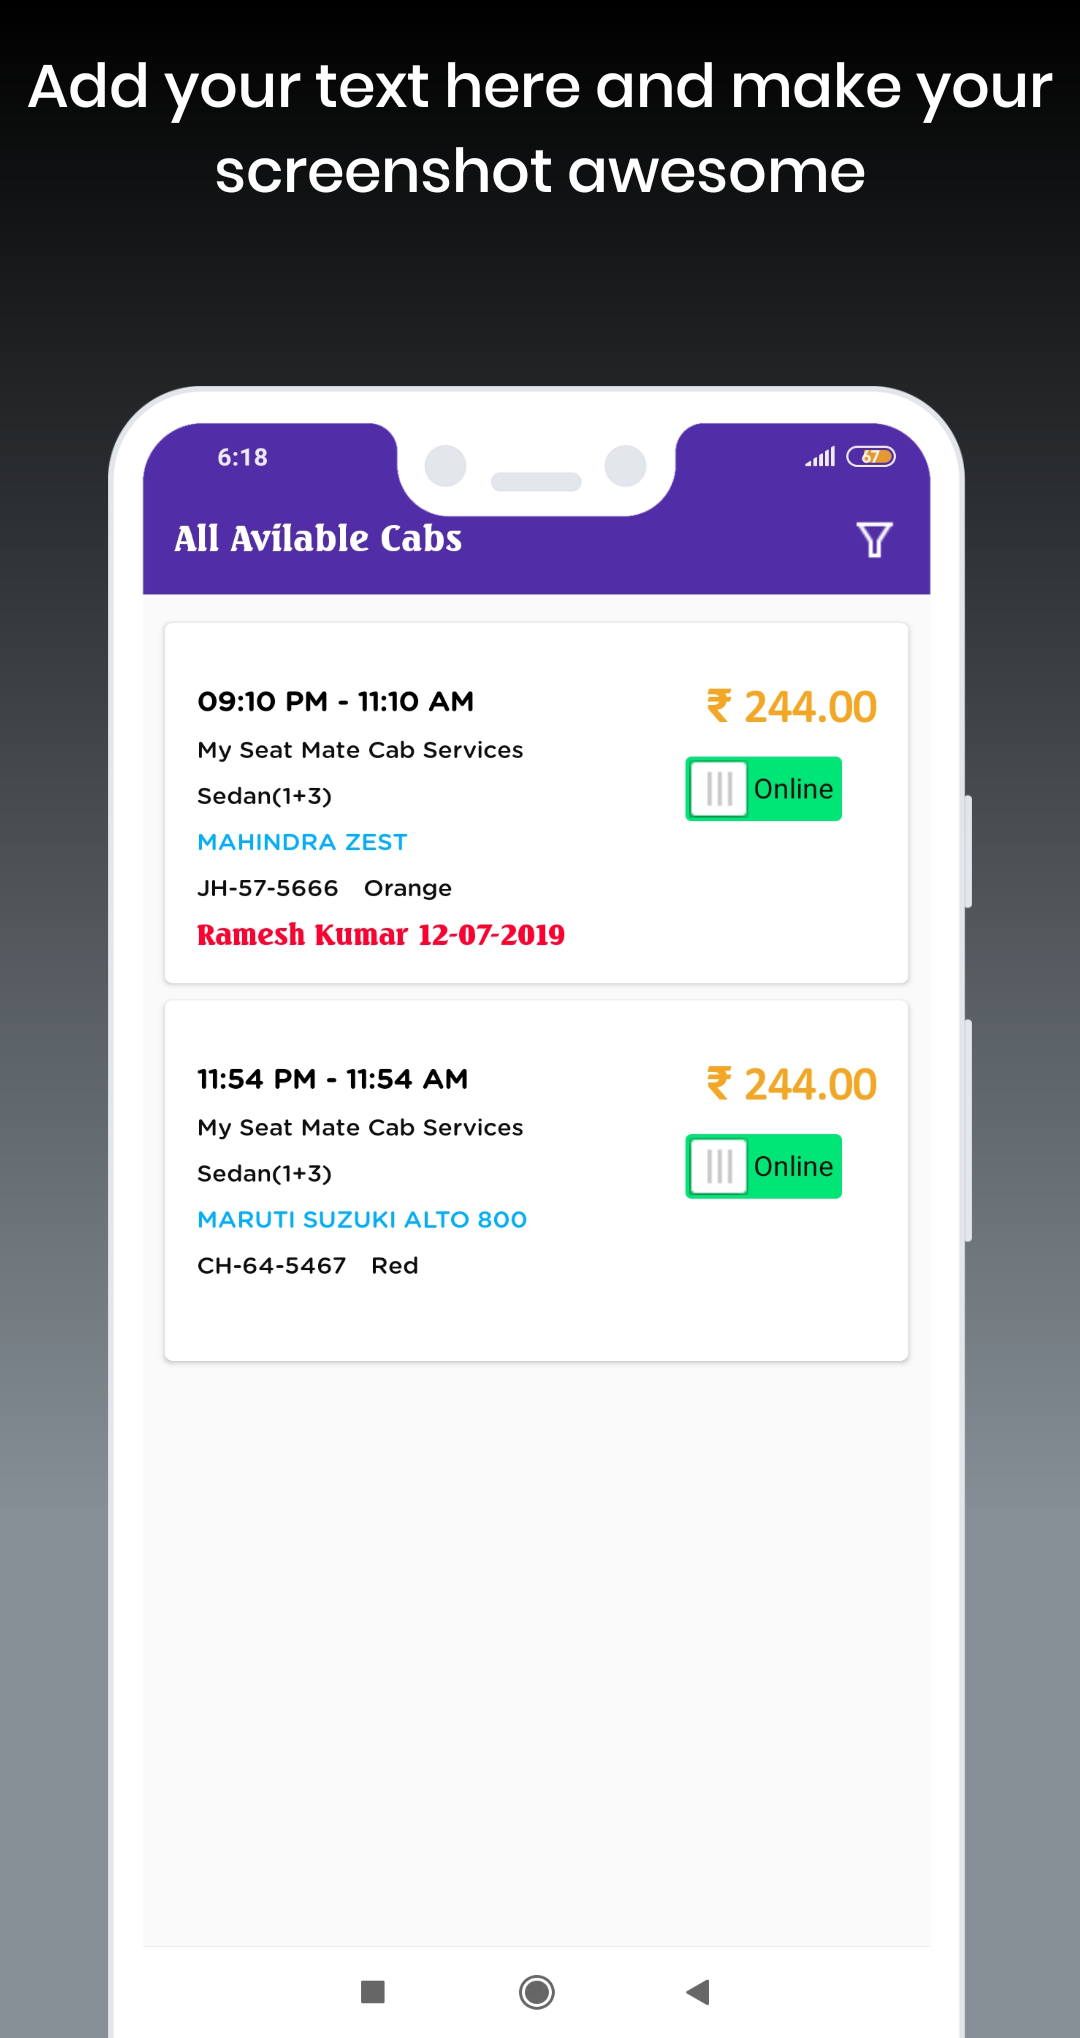 Add your text here and make your
screenshot awesome
6:18
67
All Avilable Cabs
09:10 PM - 11:10 AM
₹ 244.00
My Seat Mate Cab Services
Online
Sedan(1+3)
MAHINDRA ZEST
JH-57-5666 Orange
Ramesh Kumar 12-07-2019
11:54 PM - 11:54 AM
₹ 244.00
My Seat Mate Cab Services
Online
Sedan(1+3)
MARUTI SUZUKI ALTO 800
CH-64-5467 Red